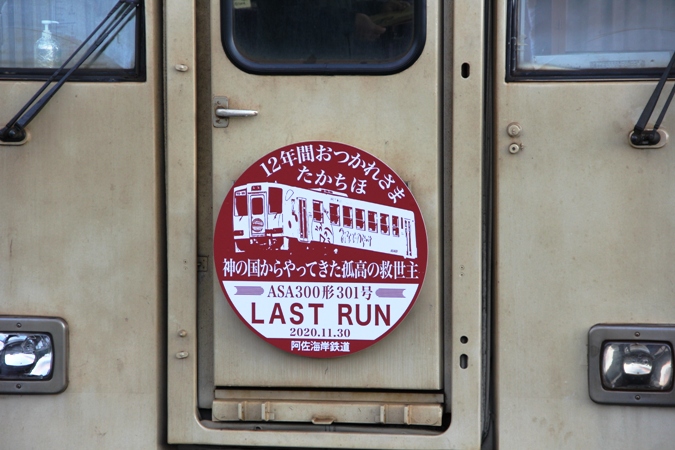 12年間おつかれさま
たかちほ
神の国からやってきた孤高の救世主
ASA300形301号
LAST RUN
2020.11.30
阿佐海岸鉄道